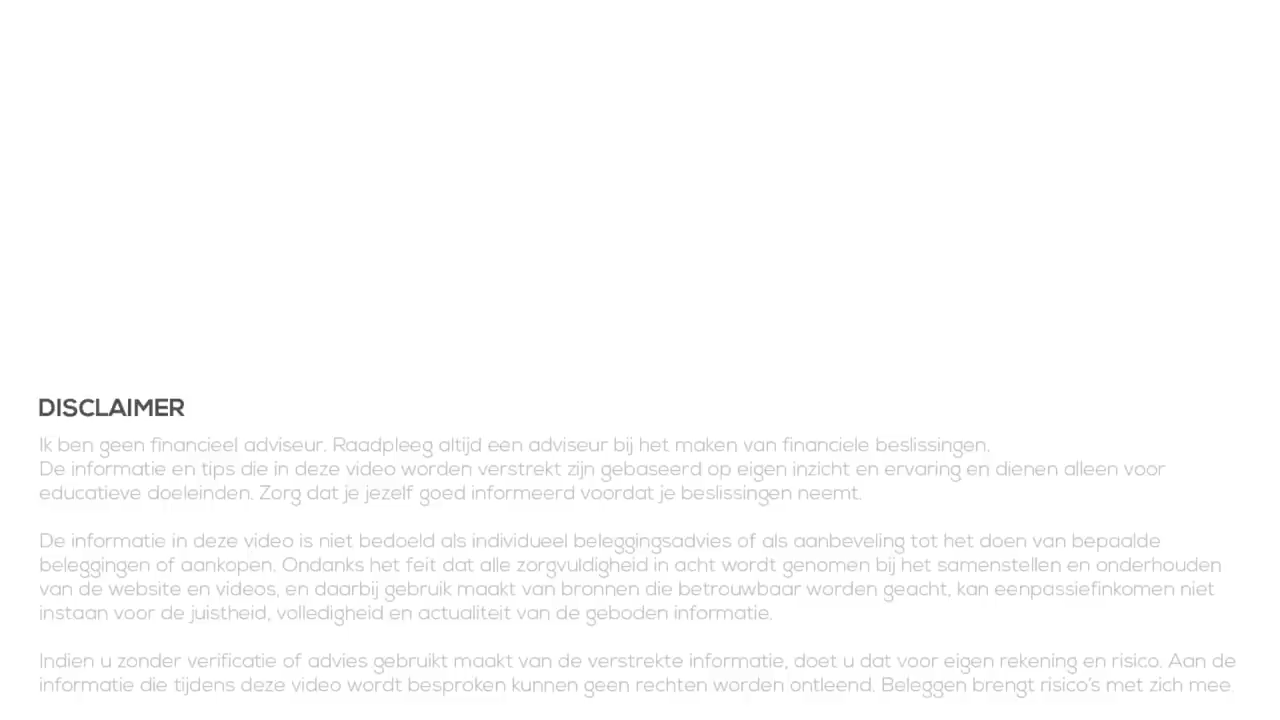 DISCLAIMER
Ik ben geen financieel adviseur. Raadpleeg altijd een adviseur bij het maken van financiele beslissingen.
De informatie en tips die in deze video worden verstrekt zijn gebaseerd op eigen inzicht en ervaring en dienen alleen voor
educatieve doeleinden. Zorg dat je jezelf goed informeerd voordat je beslissingen neemt.
De informatie in deze video is niet bedoeld als individueel beleggingsadvies of als aanbeveling tot het doen van bepaalde
beleggingen of aankopen. Ondanks het feit dat alle zorgvuldigheid in acht wordt genomen bij het samenstellen en onderhouden
van de website en videos, en daarbij gebruik maakt van bronnen die betrouwbaar worden geacht, kan eenpassiefinkomen niet
instaan voor de juistheid, volledigheid en actualiteit van de geboden informatie.
Indien u zonder verificatie of advies gebruikt maakt van de verstrekte informatie, doet u dat voor eigen rekening en risico. Aan de
informatie die tijdens deze video wordt besproken kunnen geen rechten worden ontleend. Beleggen brengt risico's met zich mee.